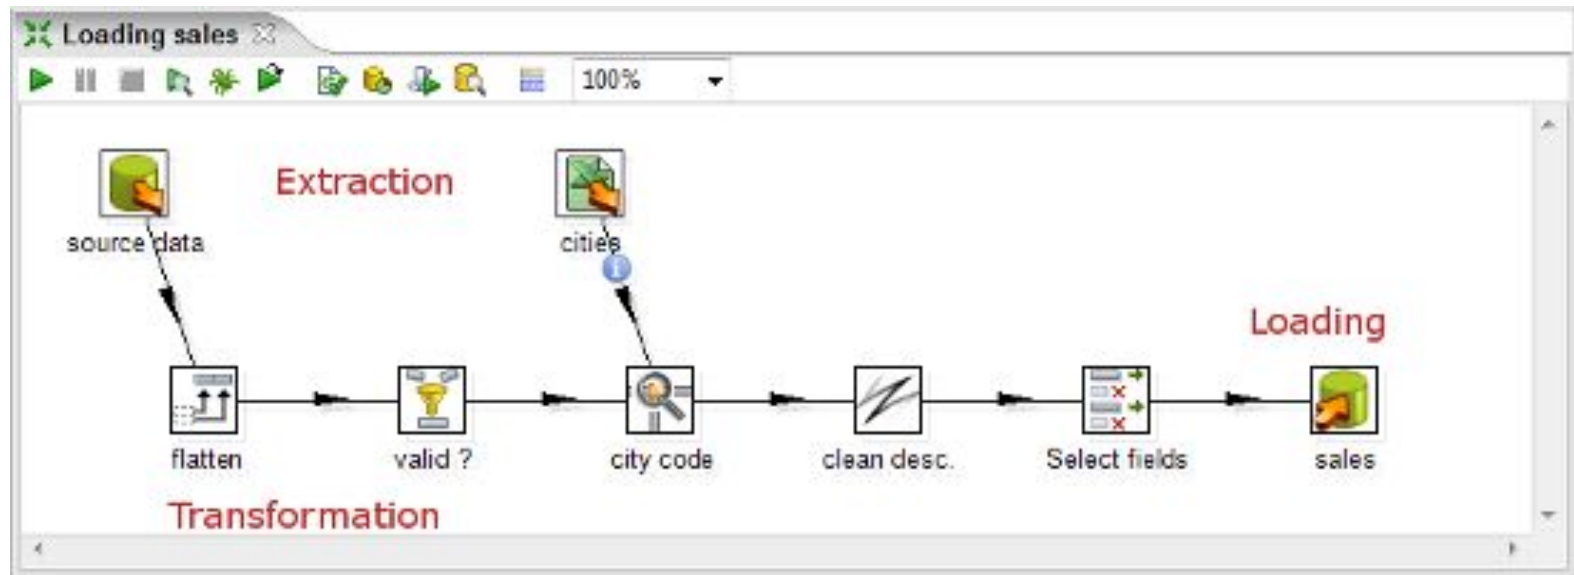 Loading sales
100%
Extraction
source data
cities
Loading
flatten
valid ?
city code
clean desc.
Select fields
sales
Transformation